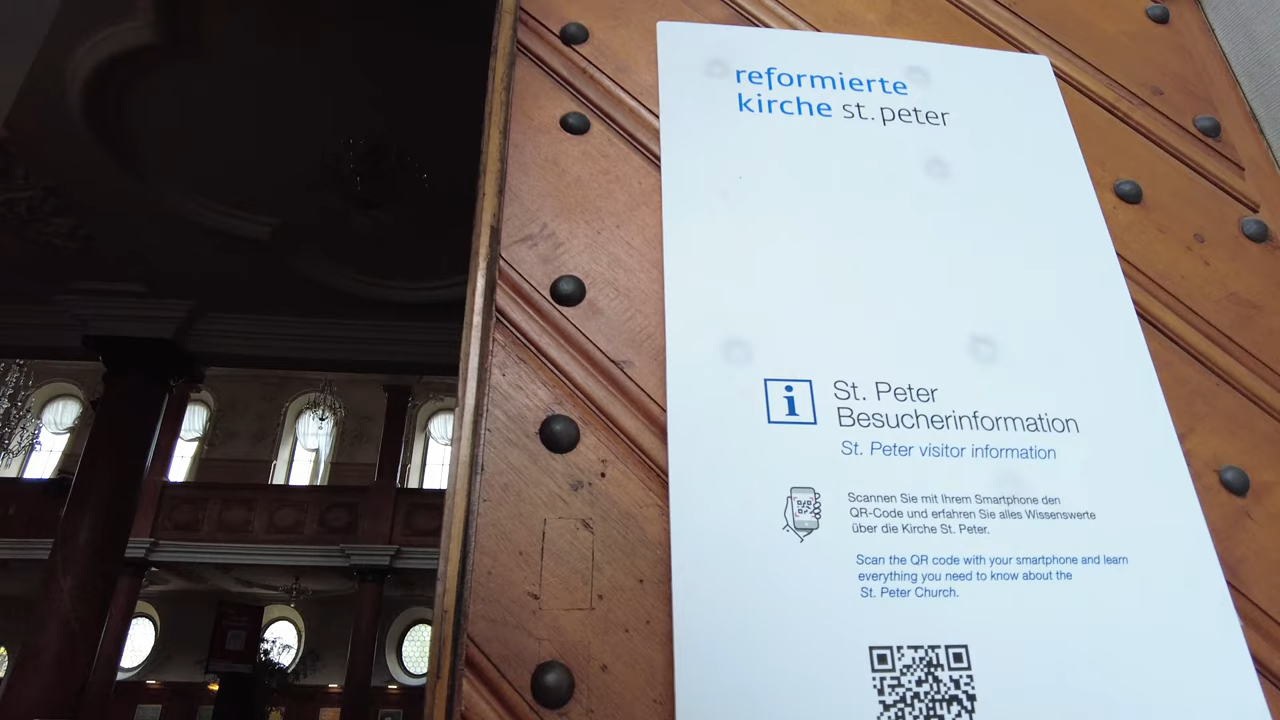 reformierte
kirche st. peter
i
St. Peter
Besucherinformation
St. Peter visitor information
Scannen Sie mit Ihrem Smartphone den
QR-Code und erfahren Sie alles Wissenswerte
über die Kirche St. Peter.
Scan the QR code with your smartphone and learn
everything you need to know about the
St. Peter Church.